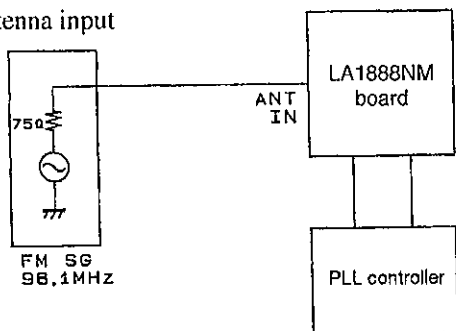 tenna input
75Ω
ANT
IN
LA1888NM
board
FM SG
98.1MHz
PLL controller